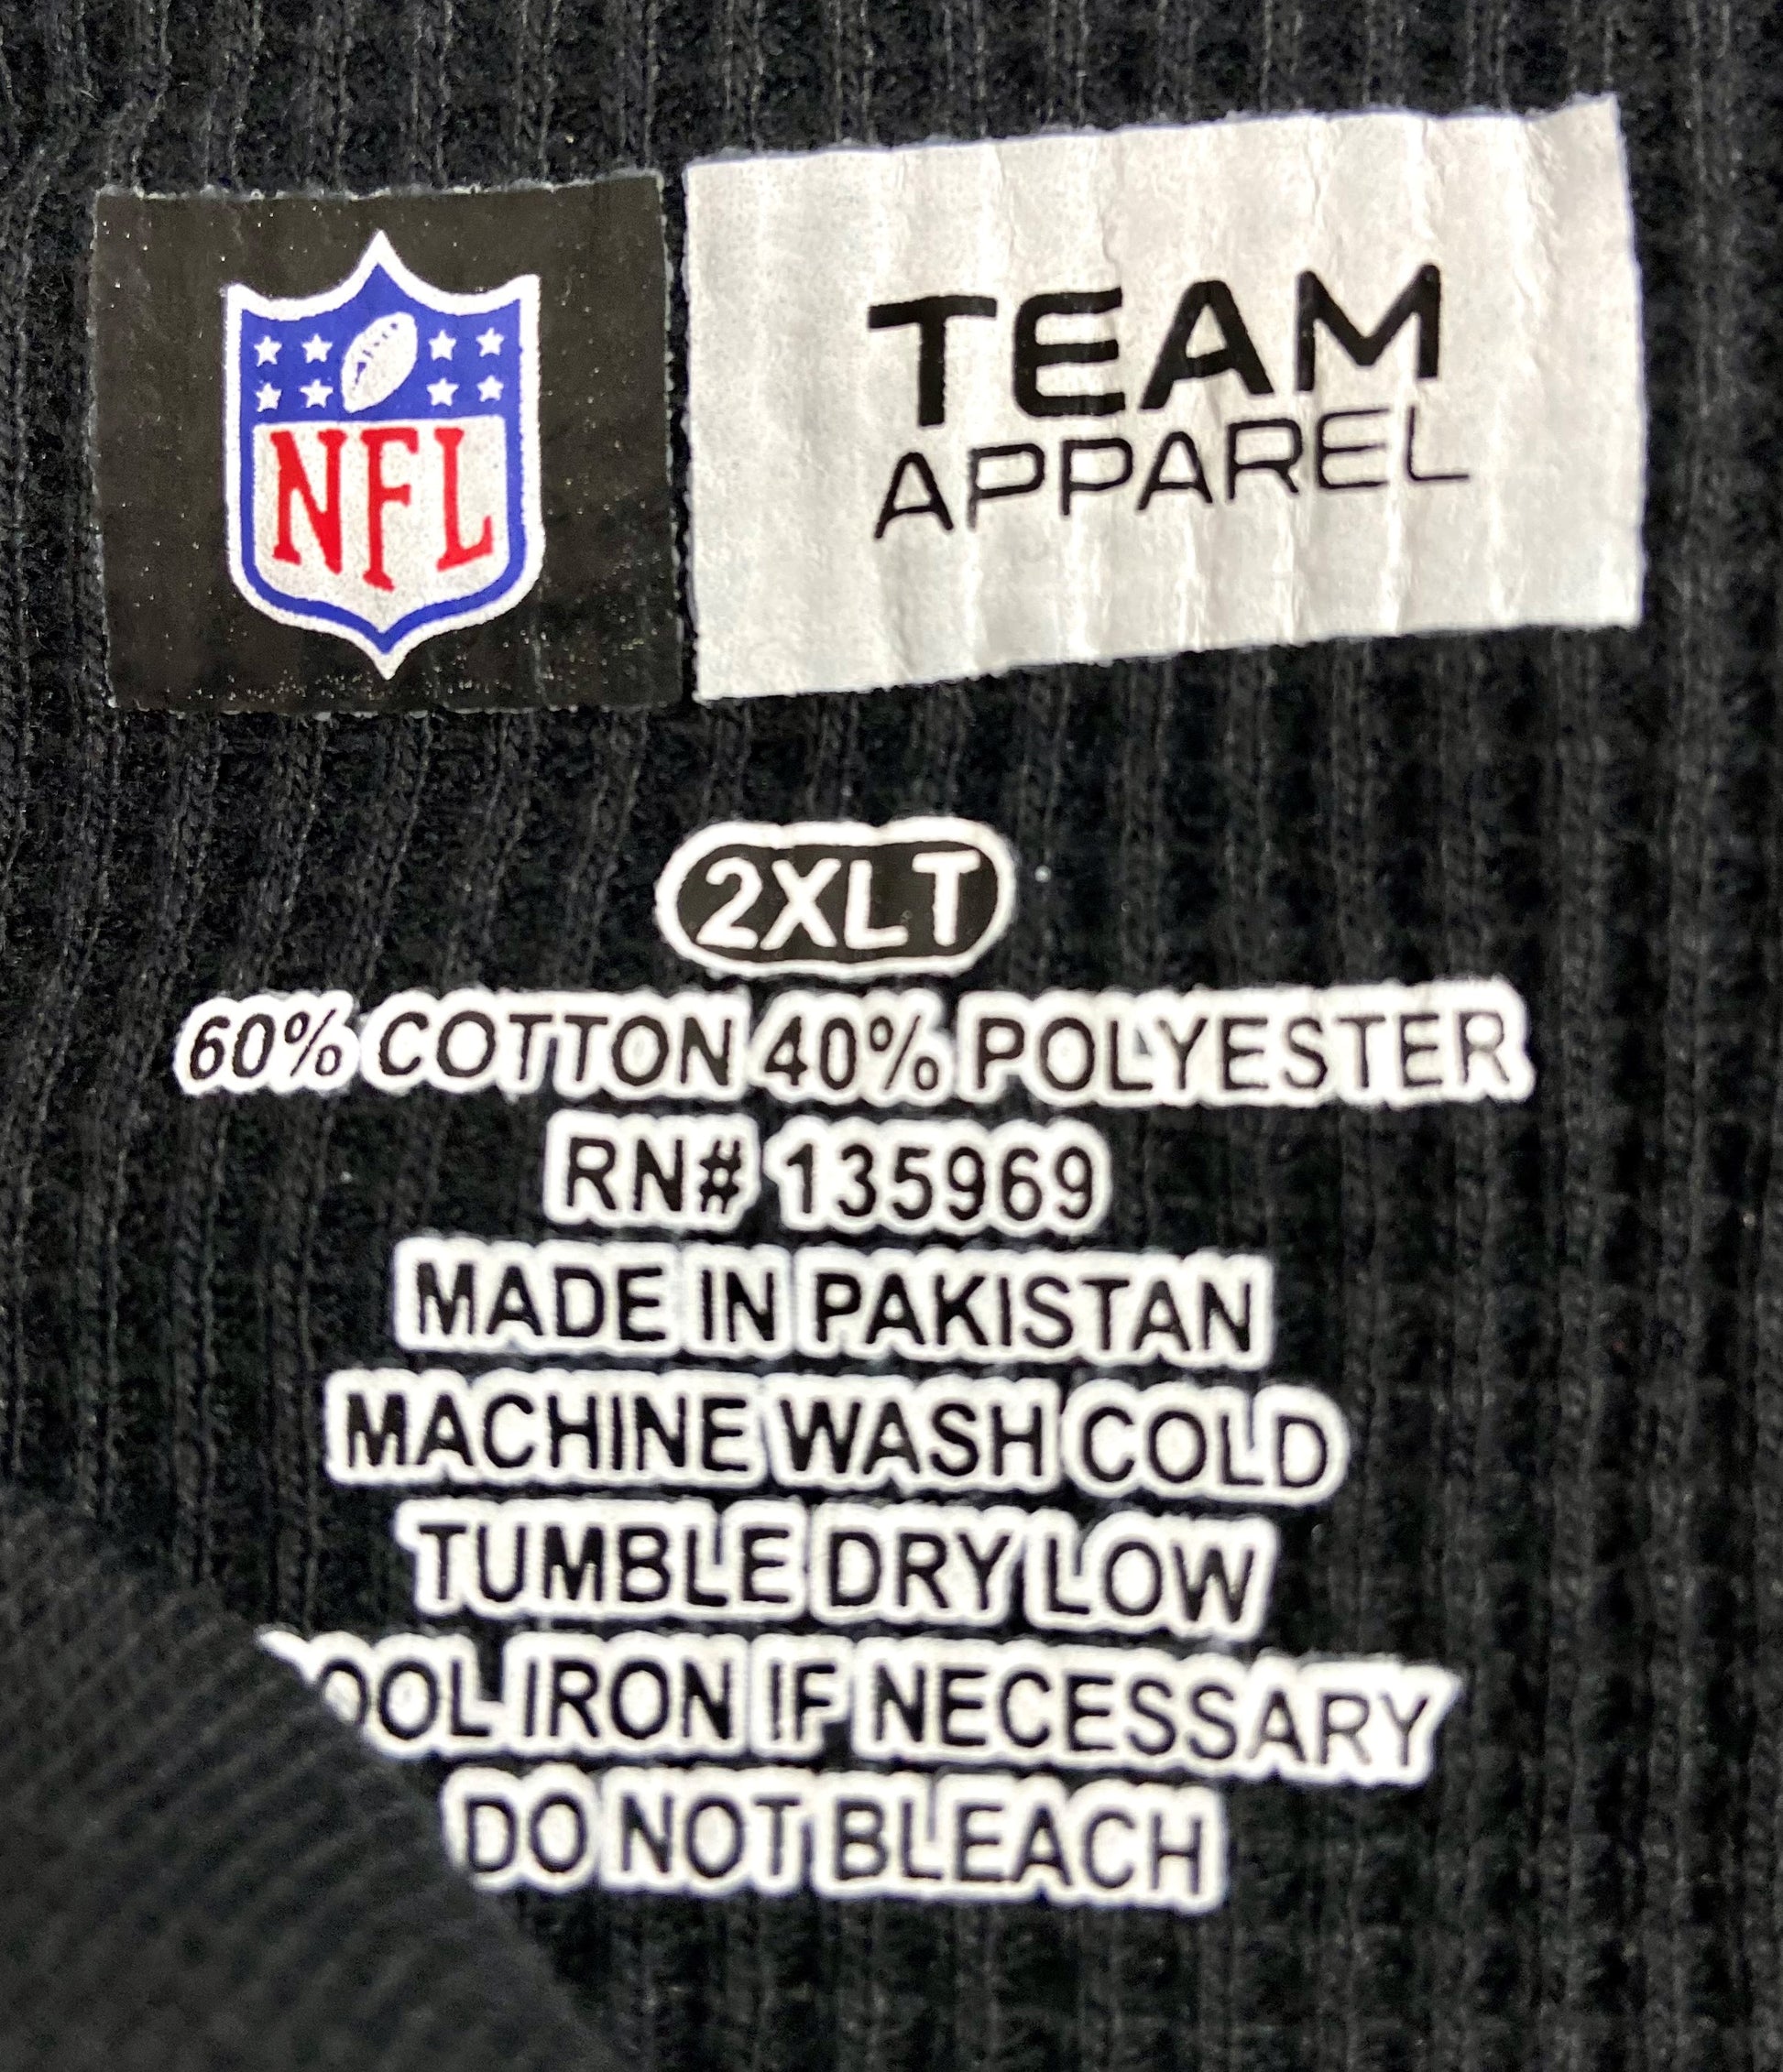 NFL
TEAM
APPAREL
2XLT
60% COTTON 40% POLYESTER
RN# 135969
MADE IN PAKISTAN
MACHINE WASH COLD
TUMBLE DRY LOW
OOL IRON IF NECESSARY
DO NOT BLEACH